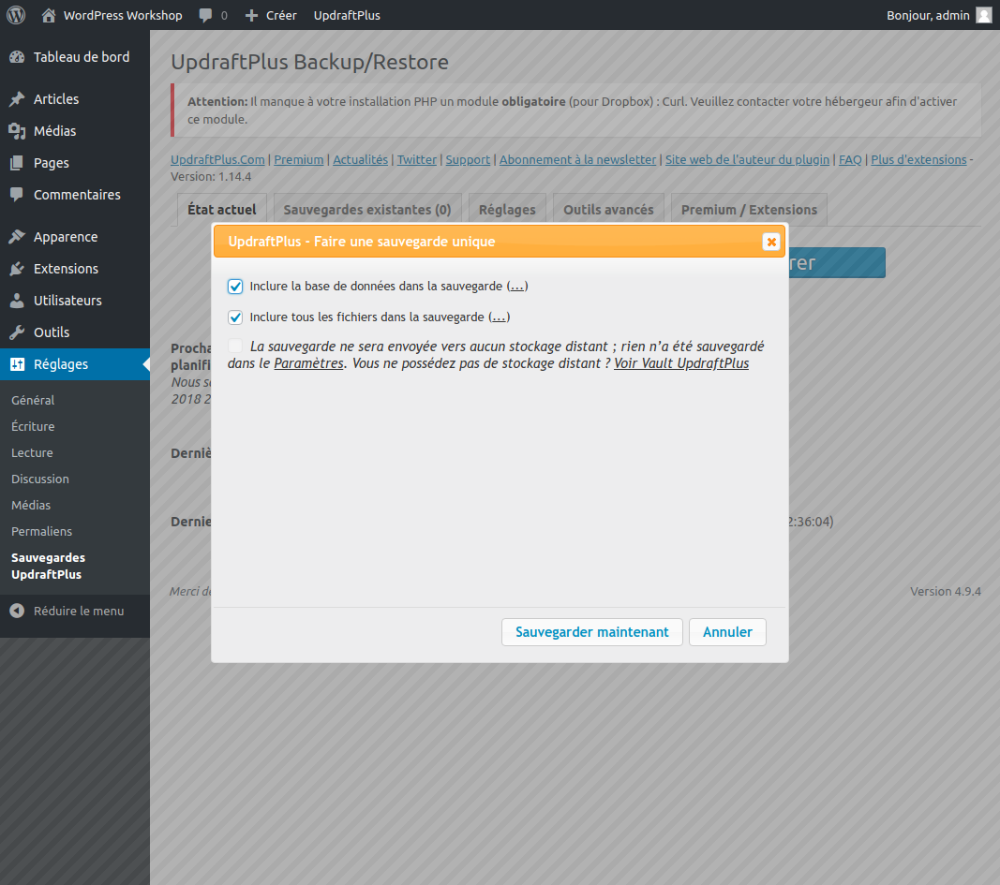 WordPress Workshop 0 Créer UpdraftPlus Bonjour, admin
Tableau de bord
Articles
Médias
Pages
Commentaires
Apparence
Extensions
Utilisateurs
Outils
Réglages
Général
Écriture
Lecture
Discussion
Médias
Permaliens
Sauvegardes
UpdraftPlus
Réduire le menu
UpdraftPlus Backup/Restore
Attention: Il manque à votre installation PHP un module obligatoire (pour Dropbox) : Curl. Veuillez contacter votre hébergeur afin d'activer
ce module.
UpdraftPlus.Com | Premium | Actualités | Twitter | Support | Abonnement à la newsletter | Site web de l'auteur du plugin | FAQ | Plus d'extensions -
Version: 1.14.4
État actuel Sauvegardes existantes (0) Réglages Outils avancés Premium / Extensions
UpdraftPlus - Faire une sauvegarde unique
rer
Inclure la base de données dans la sauvegarde (...)
Inclure tous les fichiers dans la sauvegarde (...)
La sauvegarde ne sera envoyée vers aucun stockage distant ; rien n’a été sauvegardé
dans le Paramètres. Vous ne possédez pas de stockage distant ? Voir Vault UpdraftPlus
Procha
planifi
Nous s
2018 2
Derniè
Dernie 2:36:04)
Merci de Version 4.9.4
Sauvegarder maintenant Annuler